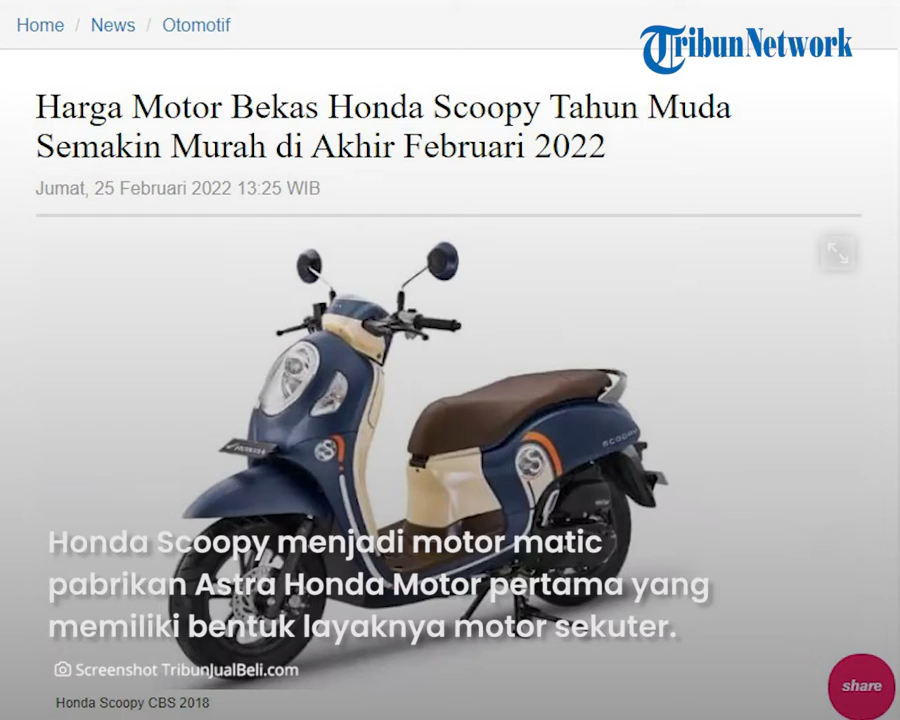 Home / News / Otomotif
TribunNetwork
Harga Motor Bekas Honda Scoopy Tahun Muda
Semakin Murah di Akhir Februari 2022
Jumat, 25 Februari 2022 13:25 WIB
HONDA
SCOOPY
Honda Scoopy menjadi motor matic
pabrikan Astra Honda Motor pertama yang
memiliki bentuk layaknya motor sekuter.
Screenshot TribunJualBeli.com
share
Honda Scoopy CBS 2018